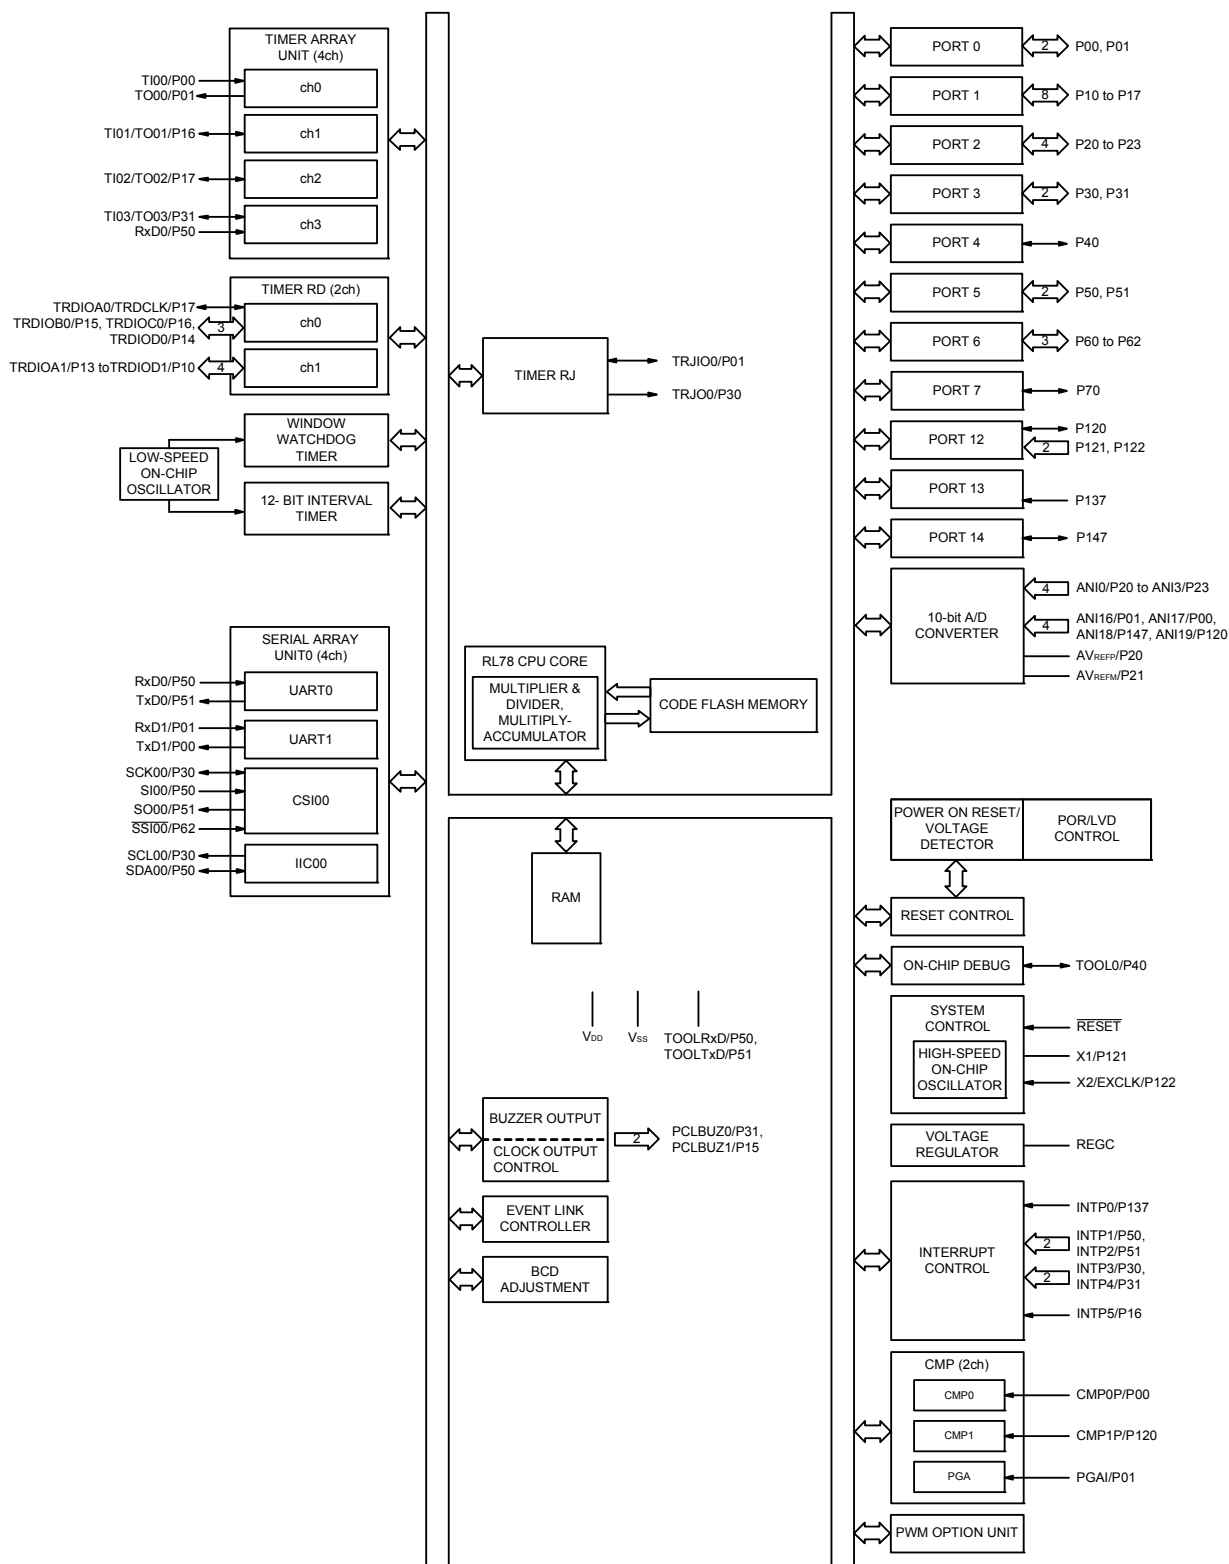 TIMER ARRAY
UNIT (4ch)
TI00/P00
TO00/P01
ch0
TI01/TO01/P16
ch1
TI02/TO02/P17
ch2
TI03/TO03/P31
RxD0/P50
ch3
TIMER RD (2ch)
TRDIOA0/TRDCLK/P17
TRDIOB0/P15, TRDIOC0/P16,
TRDIOD0/P14
3
ch0
TRDIOA1/P13 toTRDIOD1/P10
4
ch1
WINDOW
WATCHDOG
TIMER
LOW-SPEED
ON-CHIP
OSCILLATOR
12- BIT INTERVAL
TIMER
SERIAL ARRAY
UNIT0 (4ch)
RxD0/P50
TxD0/P51
UART0
RxD1/P01
TxD1/P00
UART1
SCK00/P30
SI00/P50
SO00/P51
SSI00/P62
CSI00
SCL00/P30
SDA00/P50
IIC00
TIMER RJ
TRJIO0/P01
TRJO0/P30
RL78 CPU CORE
MULTIPLIER &
DIVIDER,
MULITIPLY-
ACCUMULATOR
CODE FLASH MEMORY
RAM
VDD
VSS
TOOLRxD/P50,
TOOLTxD/P51
BUZZER OUTPUT
CLOCK OUTPUT
CONTROL
2
PCLBUZ0/P31,
PCLBUZ1/P15
EVENT LINK
CONTROLLER
BCD
ADJUSTMENT
PORT 0
2
P00, P01
PORT 1
8
P10 to P17
PORT 2
4
P20 to P23
PORT 3
2
P30, P31
PORT 4
P40
PORT 5
2
P50, P51
PORT 6
3
P60 to P62
PORT 7
P70
PORT 12
P120
2
P121, P122
PORT 13
P137
PORT 14
P147
10-bit A/D
CONVERTER
4
ANI0/P20 to ANI3/P23
4
ANI16/P01, ANI17/P00,
ANI18/P147, ANI19/P120
AVREFP/P20
AVREFM/P21
POWER ON RESET/
VOLTAGE
DETECTOR
POR/LVD
CONTROL
RESET CONTROL
ON-CHIP DEBUG
TOOL0/P40
SYSTEM
CONTROL
HIGH-SPEED
ON-CHIP
OSCILLATOR
RESET
X1/P121
X2/EXCLK/P122
VOLTAGE
REGULATOR
REGC
INTERRUPT
CONTROL
INTP0/P137
2
INTP1/P50,
INTP2/P51
2
INTP3/P30,
INTP4/P31
INTP5/P16
CMP (2ch)
CMP0
CMP0P/P00
CMP1
CMP1P/P120
PGA
PGAI/P01
PWM OPTION UNIT